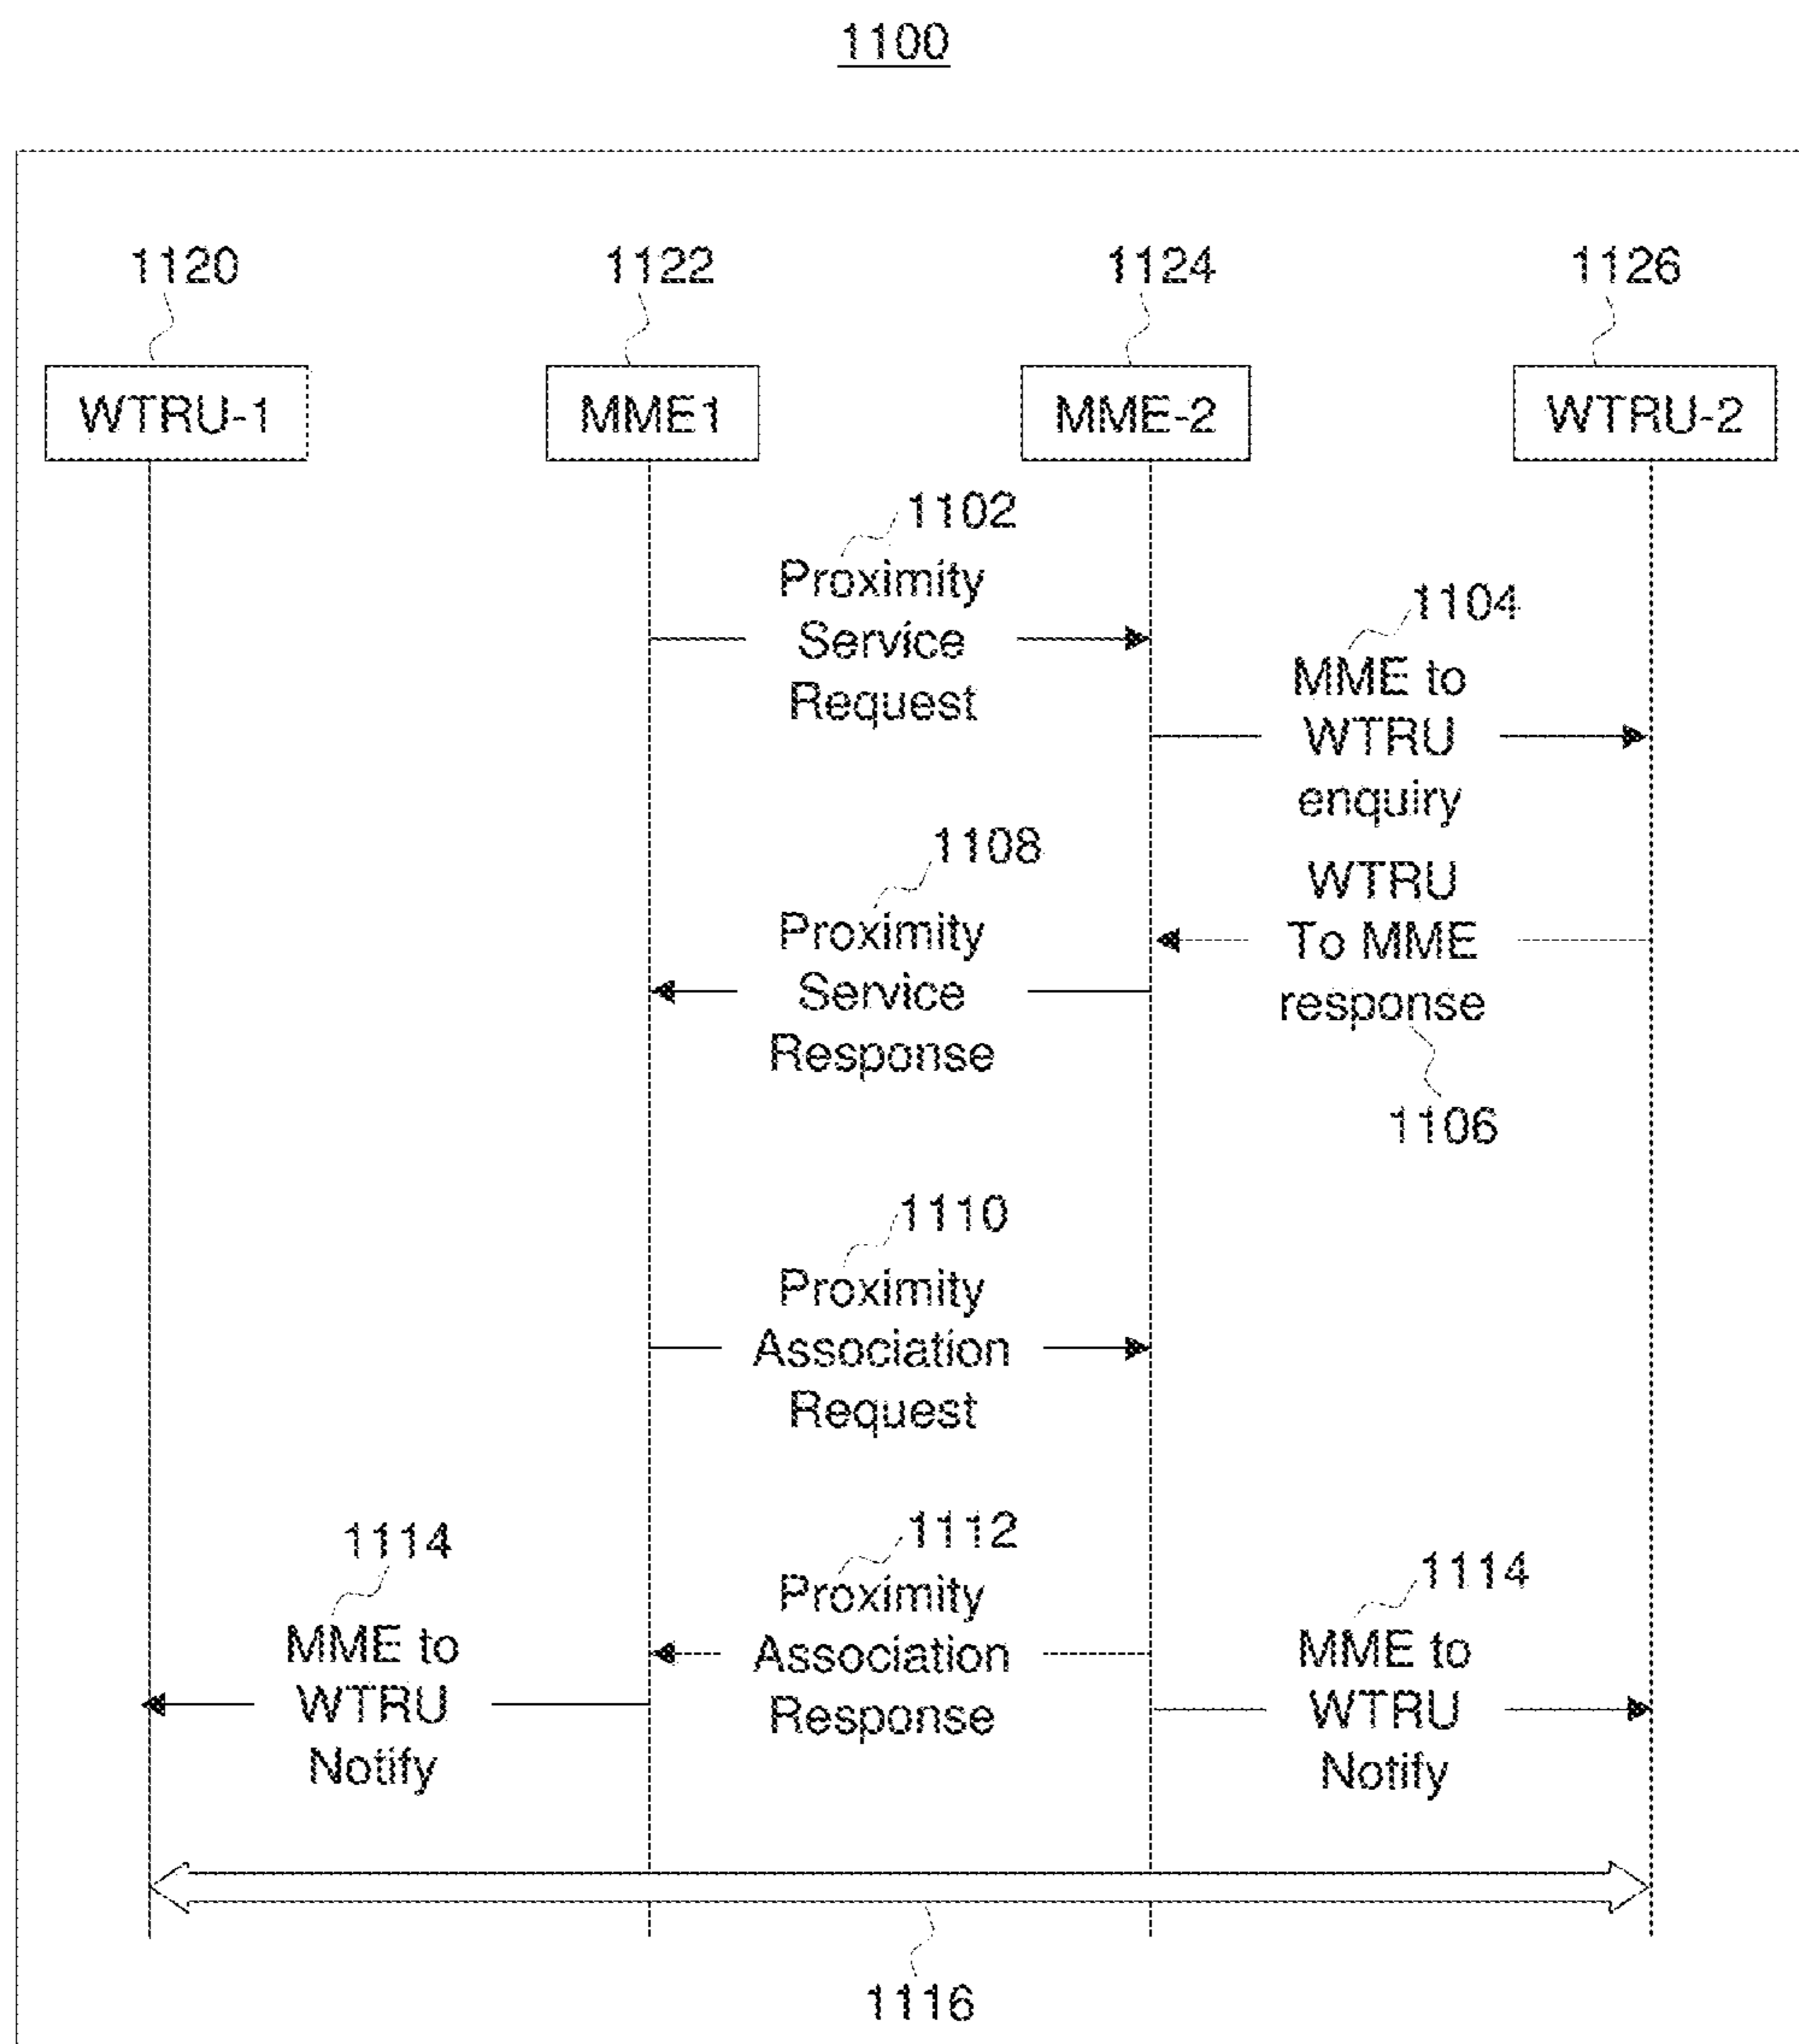 1100
1120
1122
1124
1126
WTRU-1
MME1
MME-2
WTRU-2
1102
Proximity
Service
Request
1104
MME to
WTRU
enquiry
1108
Proximity
Service
Response
WTRU
To MME
response
1106
1110
Proximity
Association
Request
1114
MME to
WTRU
Notify
1112
Proximity
Association
Response
1114
MME to
WTRU
Notify
1116